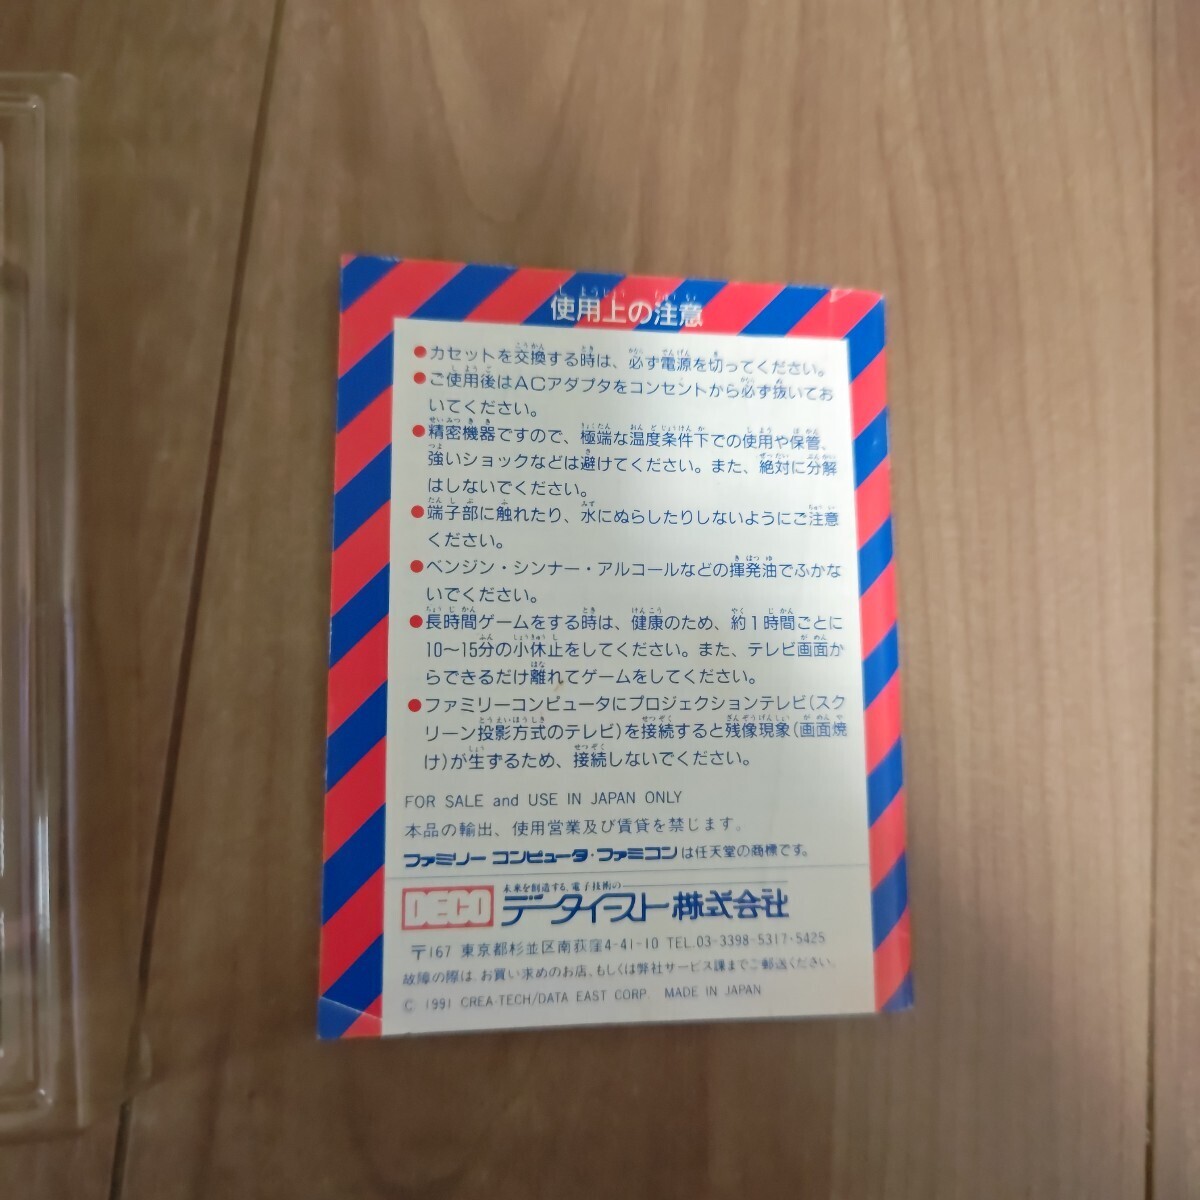 使用上の注意
●カセットを交換する時は、必ず電源を切ってください。
●ご使用後はACアダプタをコンセントから必ず抜いてお
いてください。
●精密機器ですので、極端な温度条件下での使用や保管、
強いショックなどは避けてください。また、絶対に分解
はしないでください。
●端子部に触れたり、水にぬらしたりしないようにご注意
ください。
●ベンジン・シンナー・アルコールなどの揮発油でふかな
いでください。
●長時間ゲームをする時は、健康のため、約1時間ごとに
10～15分の小休止をしてください。また、テレビ画面か
らできるだけ離れてゲームをしてください。
●ファミリーコンピュータにプロジェクションテレビ(スク
リーン投影方式のテレビ)を接続すると残像現象(画面焼
け)が生ずるため、接続しないでください。
FOR SALE and USE IN JAPAN ONLY
本品の輸出、使用営業及び賃貸を禁じます。
ファミリーコンピュータ・ファミコンは任天堂の商標です。
未来を創造する、電子技術の
DECO データイースト株式会社
〒167 東京都杉並区南荻窪4-41-10 TEL.03-3398-5317・5425
故障の際は、お買い求めのお店、もしくは弊社サービス課までご郵送ください。
© 1991 CREA-TECH/DATA EAST CORP. MADE IN JAPAN